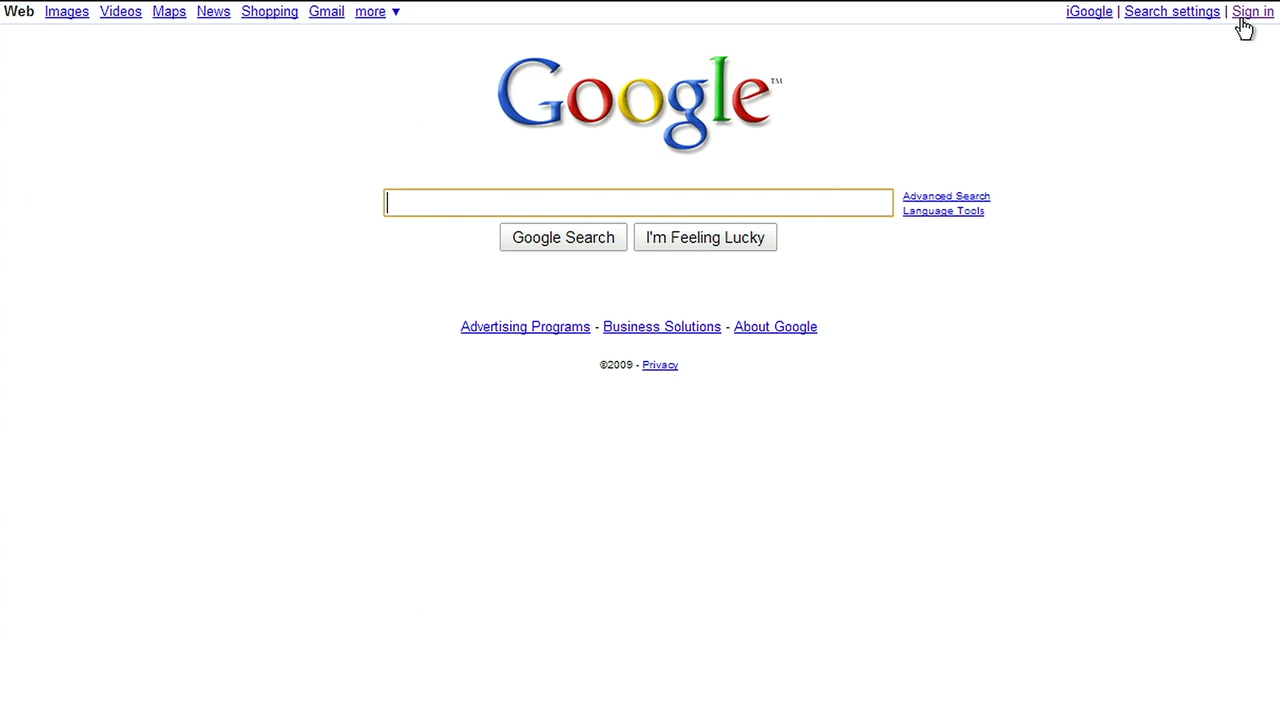 Web Images Videos Maps News Shopping Gmail more ▼ iGoogle | Search settings | Sign in
Google™
Advanced Search
Language Tools
Google Search I'm Feeling Lucky
Advertising Programs - Business Solutions - About Google
©2009 - Privacy